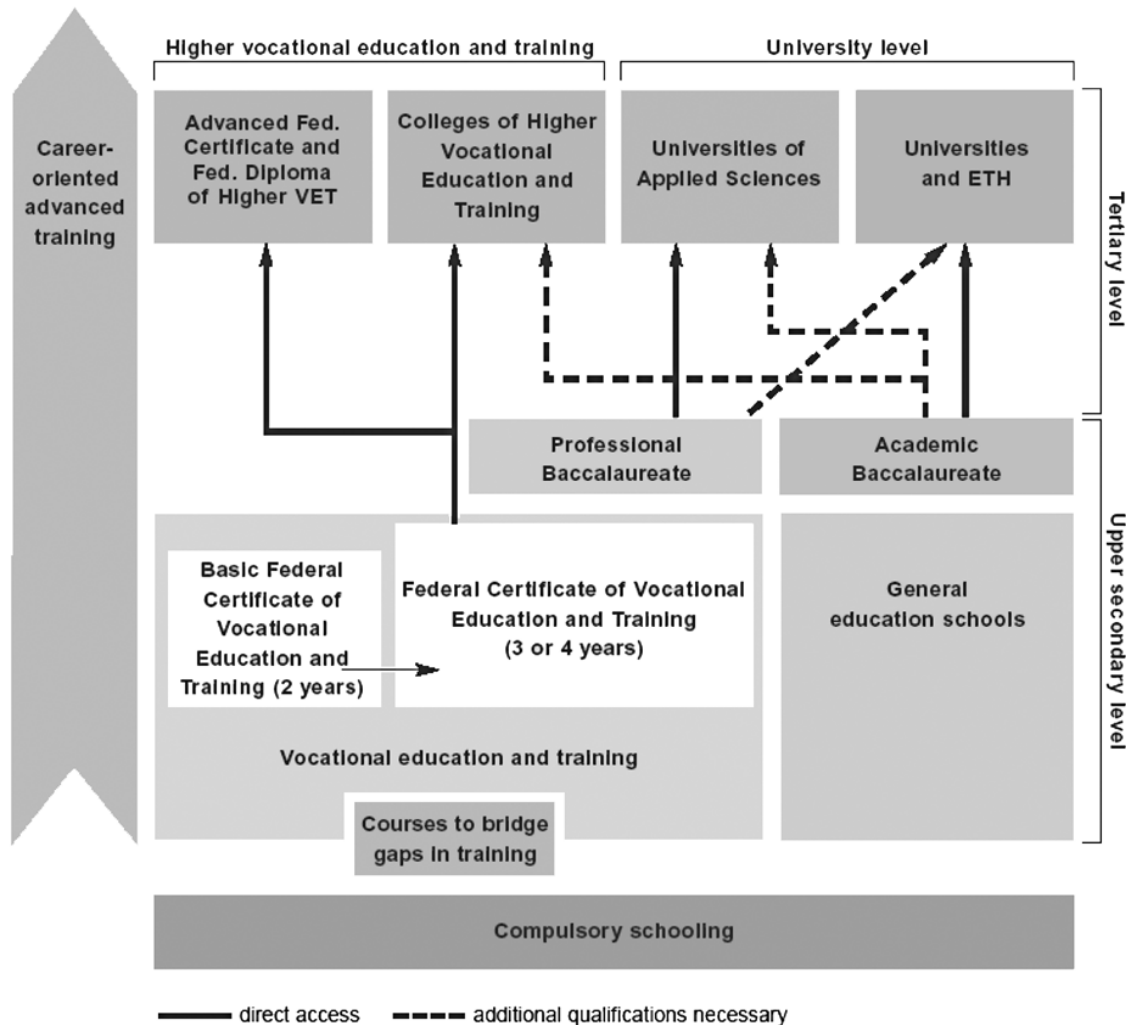 Higher vocational education and training
University level
Career-
oriented
advanced
training
Advanced Fed.
Certificate and
Fed. Diploma
of Higher VET
Colleges of Higher
Vocational
Education and
Training
Universities of
Applied Sciences
Universities
and ETH
Tertiary level
Professional
Baccalaureate
Academic
Baccalaureate
Basic Federal
Certificate of
Vocational
Education and
Training (2 years)
Federal Certificate of Vocational
Education and Training
(3 or 4 years)
General
education schools
Upper secondary level
Vocational education and training
Courses to bridge
gaps in training
Compulsory schooling
direct access
additional qualifications necessary